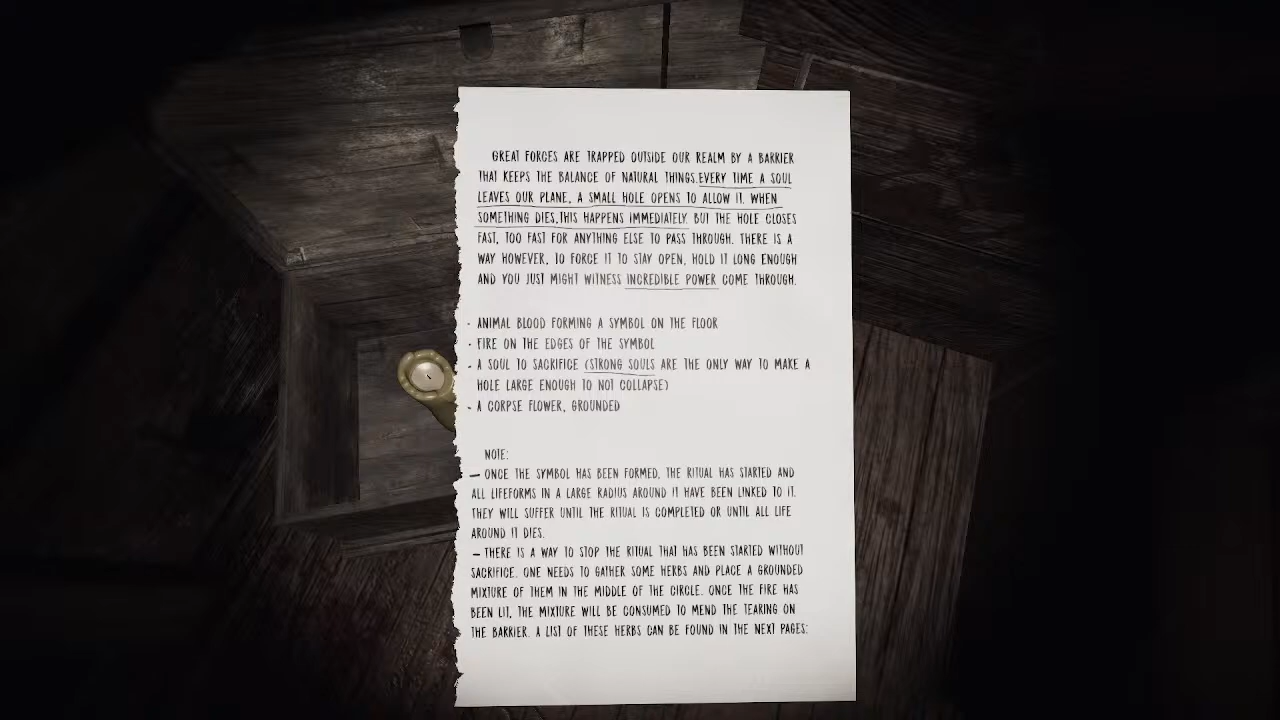 GREAT FORCES ARE TRAPPED OUTSIDE OUR REALM BY A BARRIER
THAT KEEPS THE BALANCE OF NATURAL THINGS.EVERY TIME A SOUL
LEAVES OUR PLANE, A SMALL HOLE OPENS TO ALLOW IT. WHEN
SOMETHING DIES,THIS HAPPENS IMMEDIATELY. BUT THE HOLE CLOSES
FAST, TOO FAST FOR ANYTHING ELSE TO PASS THROUGH. THERE IS A
WAY HOWEVER, TO FORCE IT TO STAY OPEN, HOLD IT LONG ENOUGH
AND YOU JUST MIGHT WITNESS INCREDIBLE POWER COME THROUGH.
- ANIMAL BLOOD FORMING A SYMBOL ON THE FLOOR
- FIRE ON THE EDGES OF THE SYMBOL
- A SOUL TO SACRIFICE (STRONG SOULS ARE THE ONLY WAY TO MAKE A
HOLE LARGE ENOUGH TO NOT COLLAPSE)
- A CORPSE FLOWER, GROUNDED
NOTE:
— ONCE THE SYMBOL HAS BEEN FORMED, THE RITUAL HAS STARTED AND
ALL LIFEFORMS IN A LARGE RADIUS AROUND IT HAVE BEEN LINKED TO IT.
THEY WILL SUFFER UNTIL THE RITUAL IS COMPLETED OR UNTIL ALL LIFE
AROUND IT DIES.
— THERE IS A WAY TO STOP THE RITUAL THAT HAS BEEN STARTED WITHOUT
SACRIFICE. ONE NEEDS TO GATHER SOME HERBS AND PLACE A GROUNDED
MIXTURE OF THEM IN THE MIDDLE OF THE CIRCLE. ONCE THE FIRE HAS
BEEN LIT, THE MIXTURE WILL BE CONSUMED TO MEND THE TEARING ON
THE BARRIER. A LIST OF THESE HERBS CAN BE FOUND IN THE NEXT PAGES: